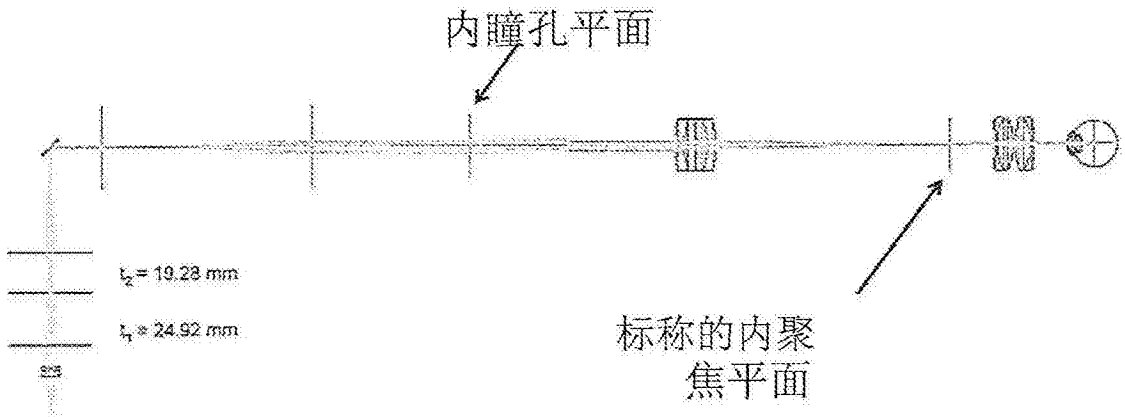 内瞳孔平面
t₂ = 19.28 mm
t₁ = 24.92 mm
标称的内聚
焦平面